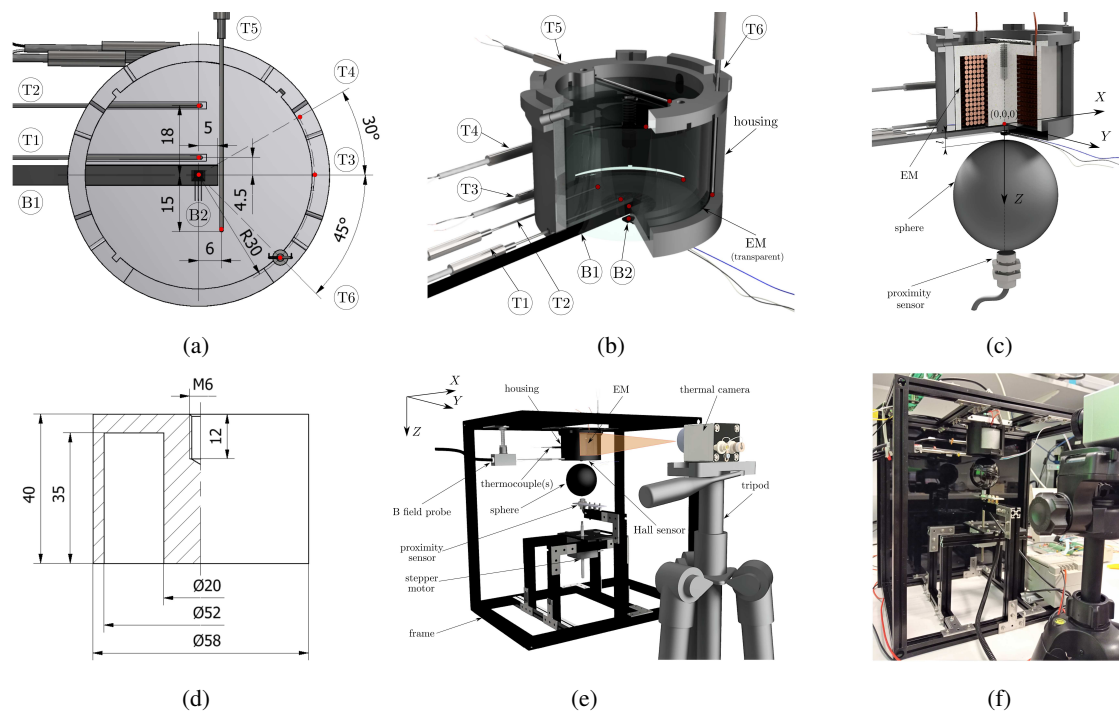 T5
T4
T2
T1
B1
18
5
15
6
4.5
B2
R30
30°
T3
45°
T6
(a)
T5
T6
T4
housing
T3
EM
(transparent)
B1
B2
T1
T2
(b)
(0,0,0)
X
Y
1
EM
Z
sphere
proximity
sensor
(c)
M6
12
40
35
Ø20
Ø52
Ø58
(d)
X
Y
Z
housing
EM
thermal camera
thermocouple(s)
B field probe
sphere
tripod
Hall sensor
proximity
sensor
stepper
motor
frame
(e)
(f)